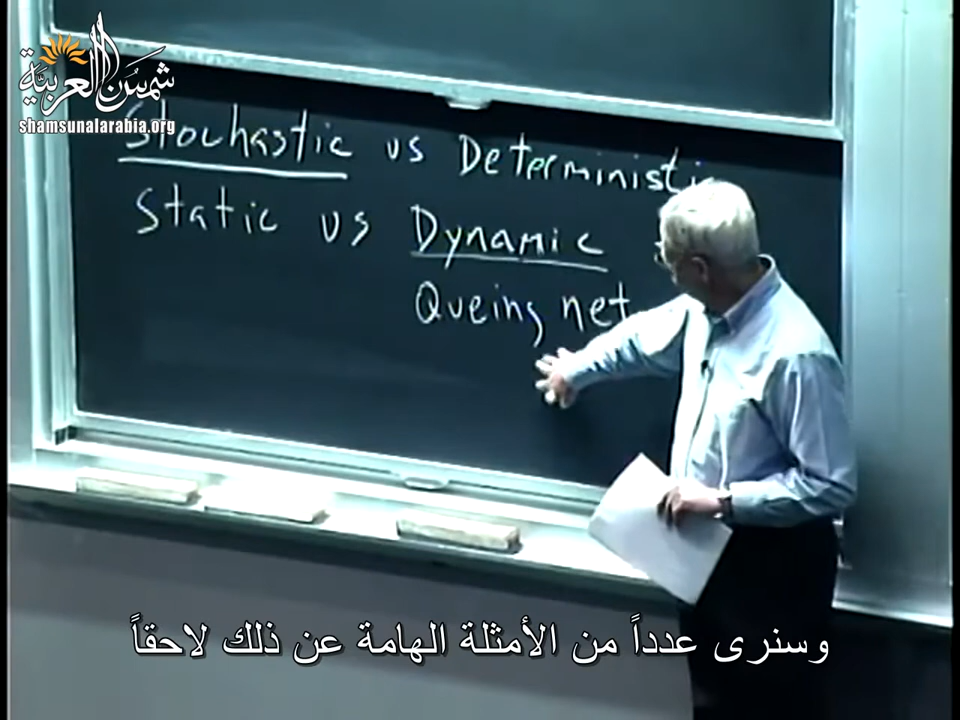 شمس العربية
shamsunalarabia.org
Stochastic vs Deterministic
Static vs Dynamic
Queing net
وسنرى عدداً من الأمثلة الهامة عن ذلك لاحقاً